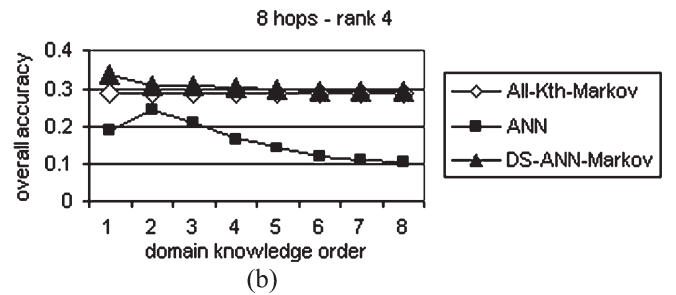 8 hops - rank 4
overall accuracy
0.4
0.3
0.2
0.1
0
1 2 3 4 5 6 7 8
domain knowledge order
All-Kth-Markov
ANN
DS-ANN-Markov
(b)